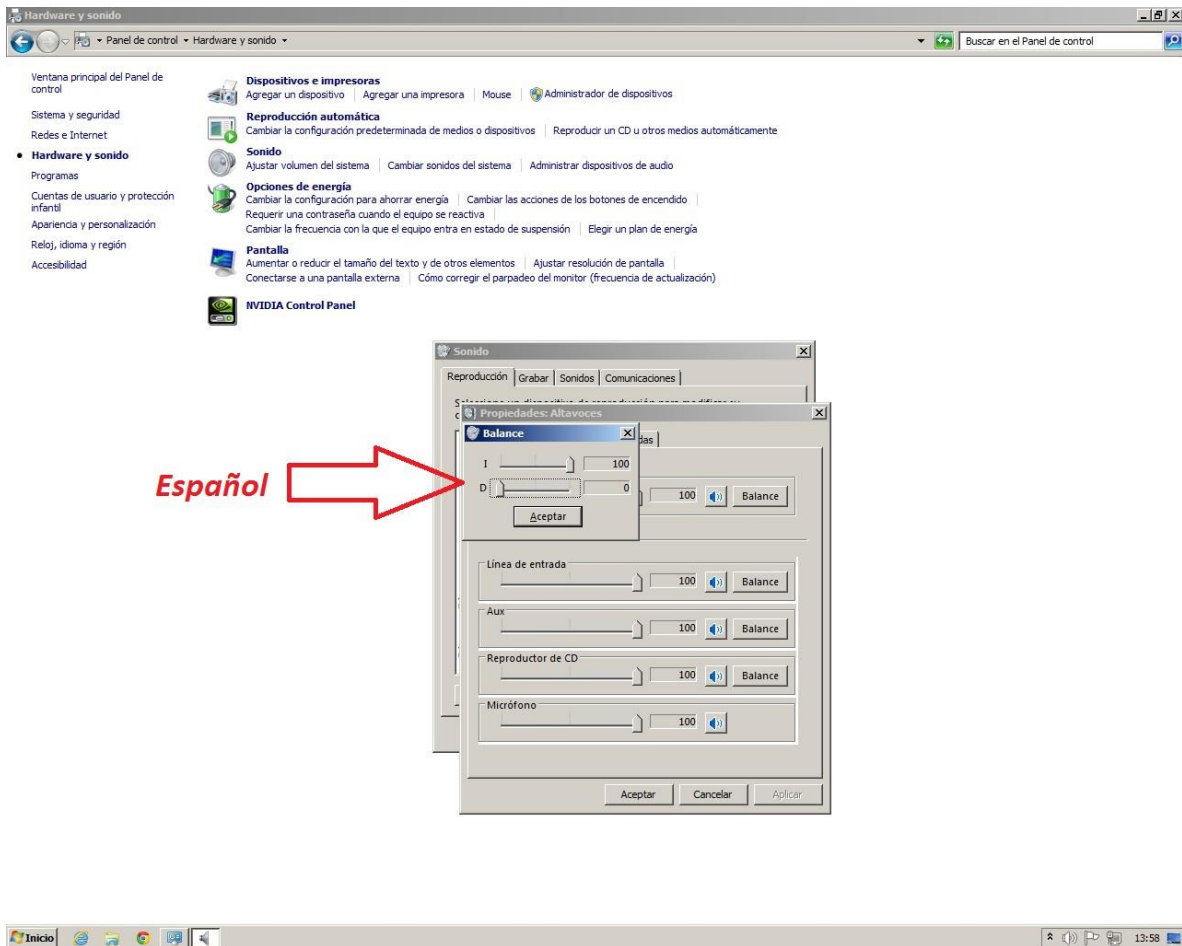 Hardware y sonido
Panel de control Hardware y sonido
Buscar en el Panel de control
Ventana principal del Panel de
control
Sistema y seguridad
Redes e Internet
Hardware y sonido
Programas
Cuentas de usuario y protección
infantil
Apariencia y personalización
Reloj, idioma y región
Accesibilidad
Dispositivos e impresoras
Agregar un dispositivo Agregar una impresora Mouse Administrador de dispositivos
Reproducción automática
Cambiar la configuración predeterminada de medios o dispositivos Reproducir un CD u otros medios automáticamente
Sonido
Ajustar volumen del sistema Cambiar sonidos del sistema Administrar dispositivos de audio
Opciones de energía
Cambiar la configuración para ahorrar energía Cambiar las acciones de los botones de encendido
Requerir una contraseña cuando el equipo se reactiva
Cambiar la frecuencia con la que el equipo entra en estado de suspensión Elegir un plan de energía
Pantalla
Aumentar o reducir el tamaño del texto y de otros elementos Ajustar resolución de pantalla
Conectarse a una pantalla externa Cómo corregir el parpadeo del monitor (frecuencia de actualización)
NVIDIA Control Panel
Sonido
Reproducción Grabar Sonidos Comunicaciones
Propiedades: Altavoces
Balance
I 100
D 0
Aceptar
100 Balance
Español
Línea de entrada
100 Balance
Aux
100 Balance
Reproductor de CD
100 Balance
Micrófono
100
Aceptar Cancelar Aplicar
Inicio
13:58